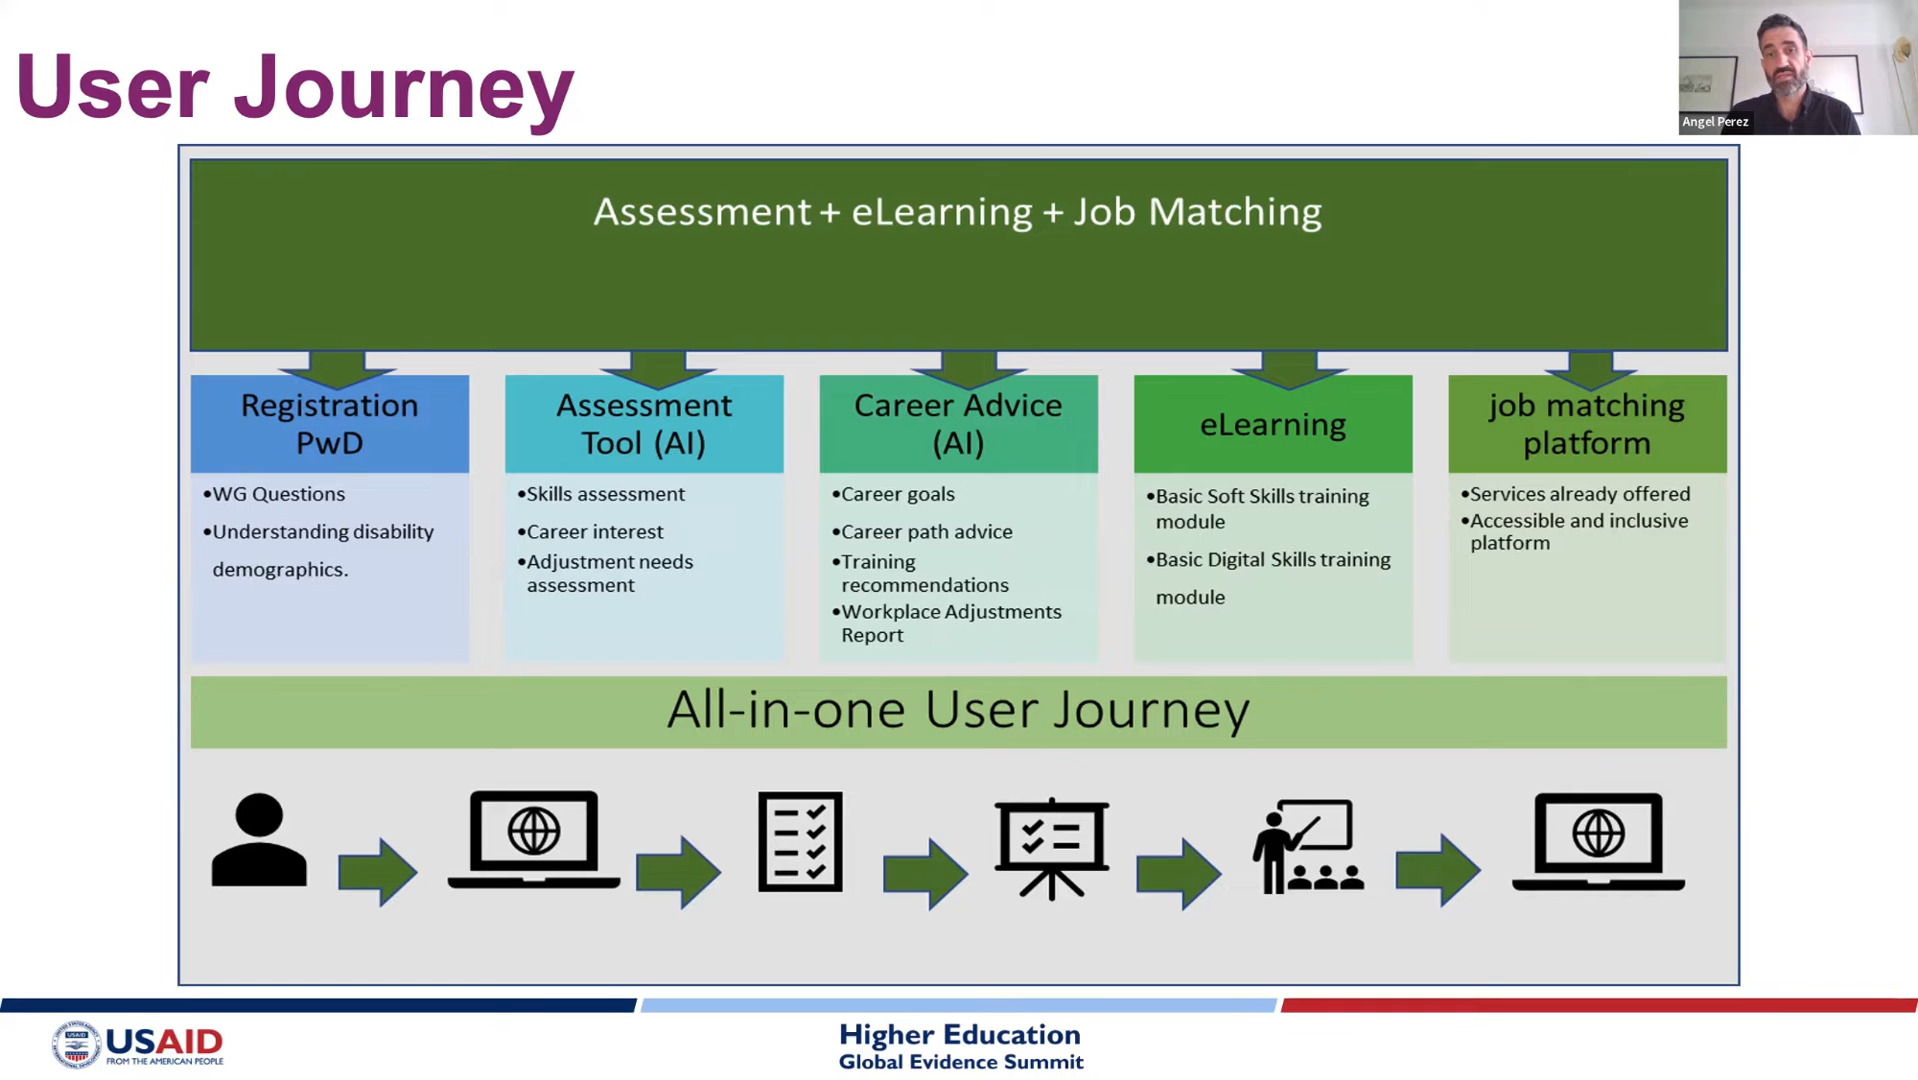 User Journey
Angel Perez
Assessment + eLearning + Job Matching
Registration
PwD
•WG Questions
•Understanding disability
demographics.
Assessment
Tool (AI)
•Skills assessment
•Career interest
•Adjustment needs
assessment
Career Advice
(AI)
•Career goals
•Career path advice
•Training
recommendations
•Workplace Adjustments
Report
eLearning
•Basic Soft Skills training
module
•Basic Digital Skills training
module
job matching
platform
•Services already offered
•Accessible and inclusive
platform
All-in-one User Journey
USAID
FROM THE AMERICAN PEOPLE
Higher Education
Global Evidence Summit